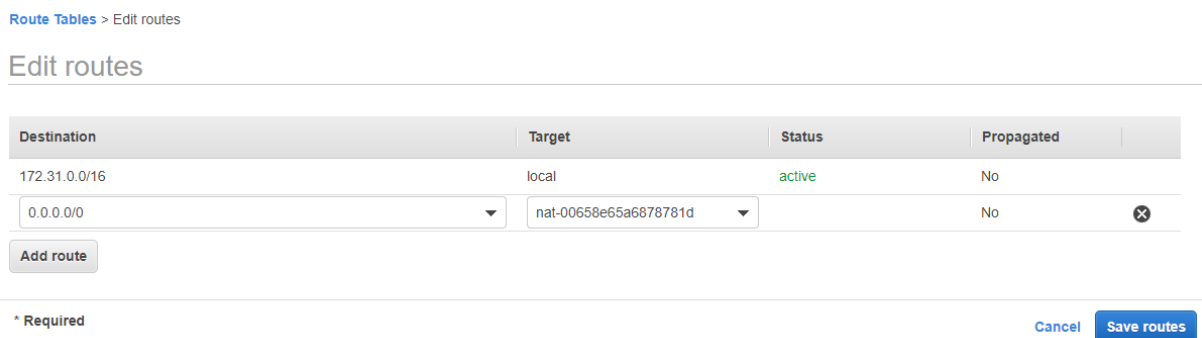 Route Tables > Edit routes
Edit routes
Destination Target Status Propagated
172.31.0.0/16 local active No
0.0.0.0/0 nat-00658e65a6878781d No
Add route
* Required Cancel Save routes